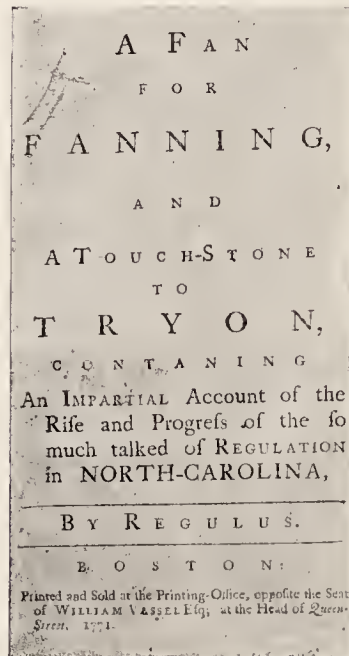 A FAN
FOR
FANNING,
AND
A TOUCH-STONE
TO
TRYON,
CONTANING
An IMPARTIAL Account of the
Riſe and Progreſs of the ſo
much talked of REGULATION
in NORTH-CAROLINA,
BY REGULUS.
BOSTON:
Printed and Sold at the Printing-Office, oppoſite the Seat
of WILLIAM VASSEL Eſq; at the Head of Queen-
Street, 1771.